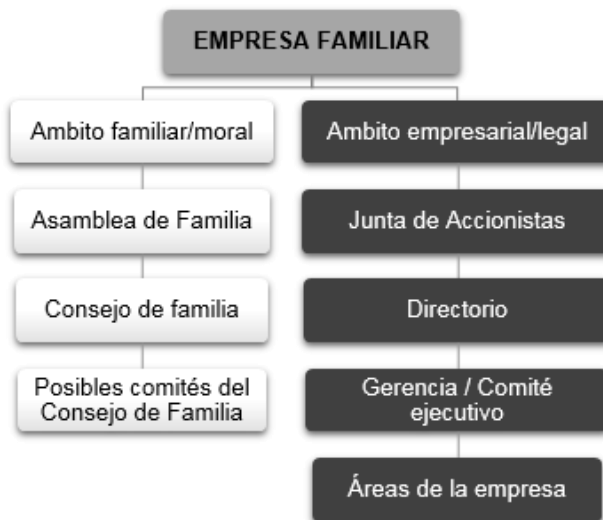 EMPRESA FAMILIAR
Ambito familiar/moral
Asamblea de Familia
Consejo de familia
Posibles comités del
Consejo de Familia
Ambito empresarial/legal
Junta de Accionistas
Directorio
Gerencia / Comité
ejecutivo
Áreas de la empresa